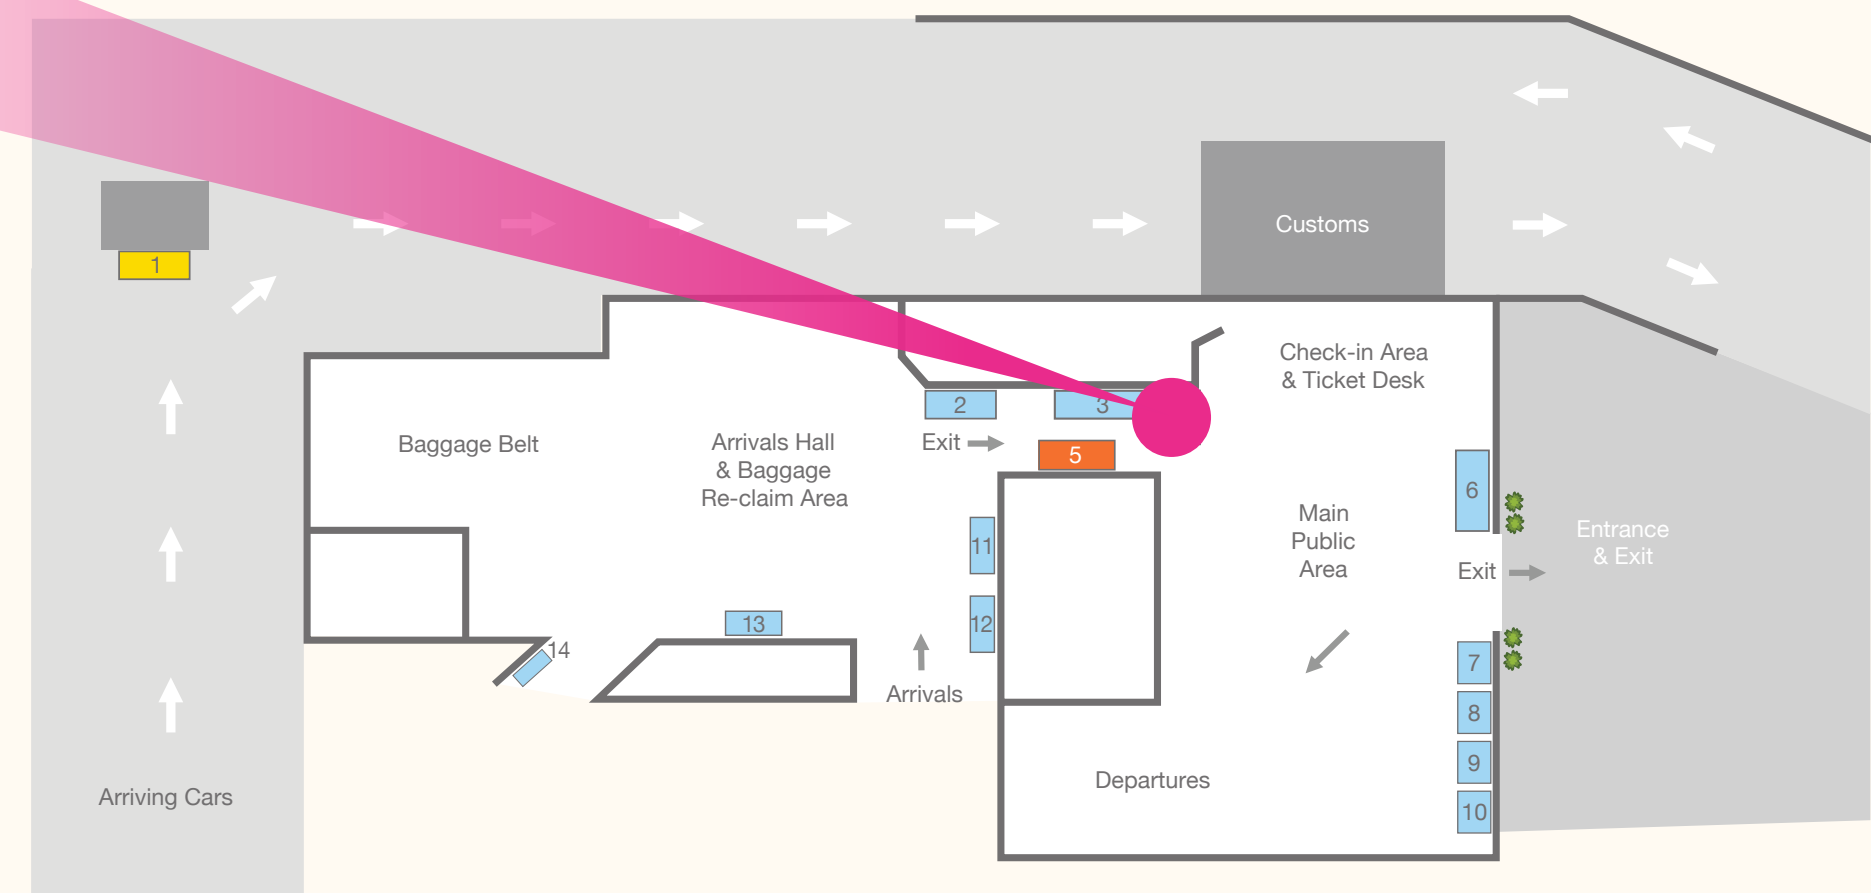 Customs
1
Check-in Area
& Ticket Desk
2
3
Exit
5
Baggage Belt
Arrivals Hall
& Baggage
Re-claim Area
6
Main
Public
Area
Entrance
& Exit
Exit
11
12
13
14
Arrivals
7
8
9
10
Departures
Arriving Cars